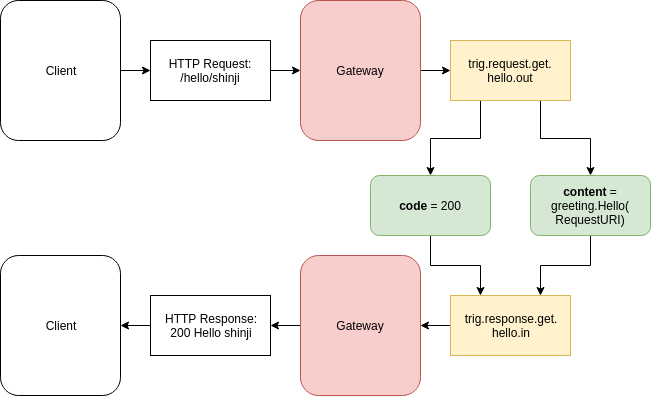 Client
HTTP Request:
/hello/shinji
Gateway
trig.request.get.
hello.out
code = 200
content =
greeting.Hello(
RequestURI)
Client
HTTP Response:
200 Hello shinji
Gateway
trig.response.get.
hello.in